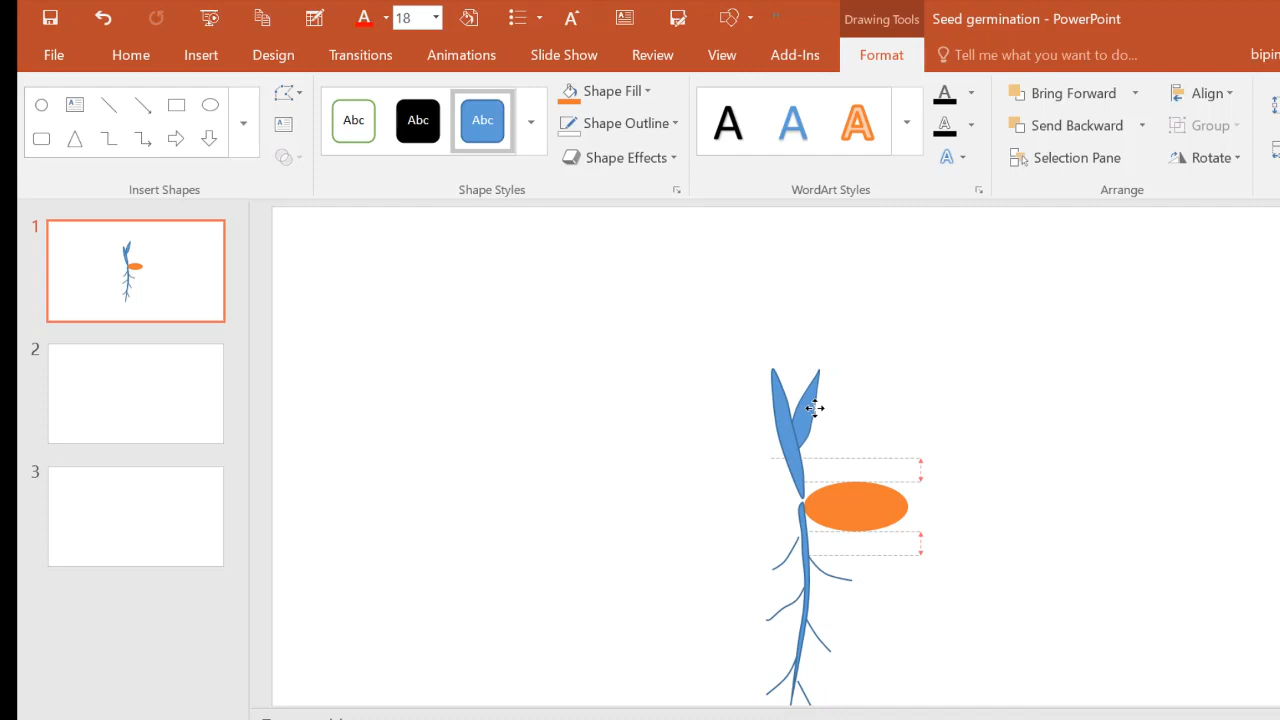 A 18 A Drawing Tools Seed germination - PowerPoint
File Home Insert Design Transitions Animations Slide Show Review View Add-Ins Format Tell me what you want to do... bipin
Abc Abc Abc
Shape Fill
Shape Outline
Shape Effects
A A A
A
A
A
Bring Forward
Send Backward
Selection Pane
Align
Group
Rotate
Insert Shapes Shape Styles WordArt Styles Arrange
1
2
3